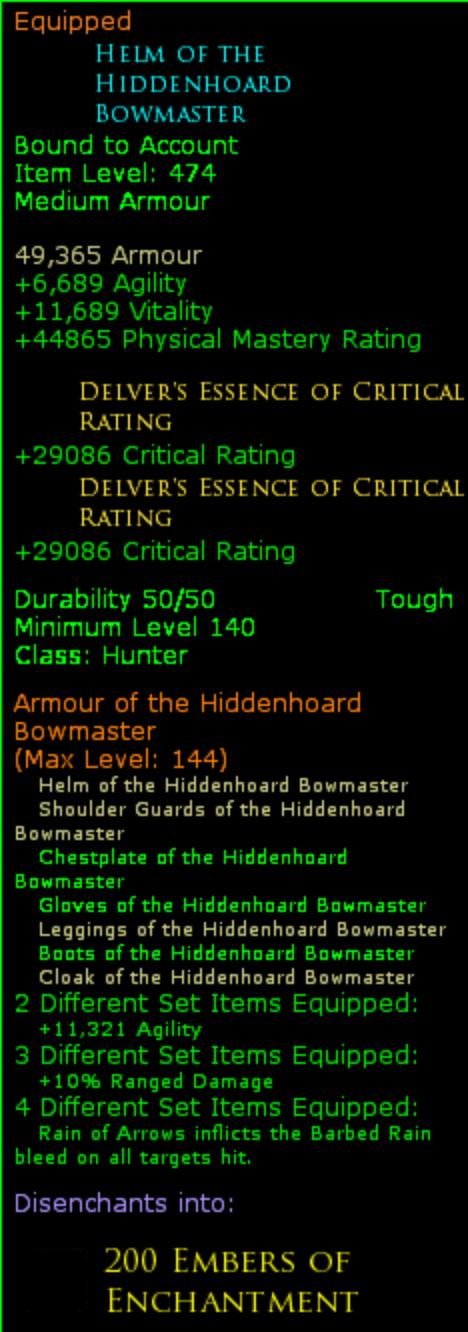 Equipped
HELM OF THE
HIDDENHOARD
BOWMASTER
Bound to Account
Item Level: 474
Medium Armour
49,365 Armour
+6,689 Agility
+11,689 Vitality
+44865 Physical Mastery Rating
DELVER'S ESSENCE OF CRITICAL
RATING
+29086 Critical Rating
DELVER'S ESSENCE OF CRITICAL
RATING
+29086 Critical Rating
Durability 50/50 Tough
Minimum Level 140
Class: Hunter
Armour of the Hiddenhoard
Bowmaster
(Max Level: 144)
Helm of the Hiddenhoard Bowmaster
Shoulder Guards of the Hiddenhoard
Bowmaster
Chestplate of the Hiddenhoard
Bowmaster
Gloves of the Hiddenhoard Bowmaster
Leggings of the Hiddenhoard Bowmaster
Boots of the Hiddenhoard Bowmaster
Cloak of the Hiddenhoard Bowmaster
2 Different Set Items Equipped:
+11,321 Agility
3 Different Set Items Equipped:
+10% Ranged Damage
4 Different Set Items Equipped:
Rain of Arrows inflicts the Barbed Rain
bleed on all targets hit.
Disenchants into:
200 EMBERS OF
ENCHANTMENT